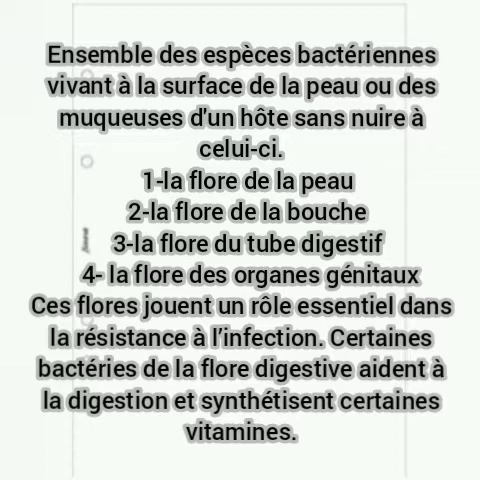 Ensemble des espèces bactériennes
vivant à la surface de la peau ou des
muqueuses d'un hôte sans nuire à
celui-ci.
1-la flore de la peau
2-la flore de la bouche
3-la flore du tube digestif
4- la flore des organes génitaux
Ces flores jouent un rôle essentiel dans
la résistance à l'infection. Certaines
bactéries de la flore digestive aident à
la digestion et synthétisent certaines
vitamines.